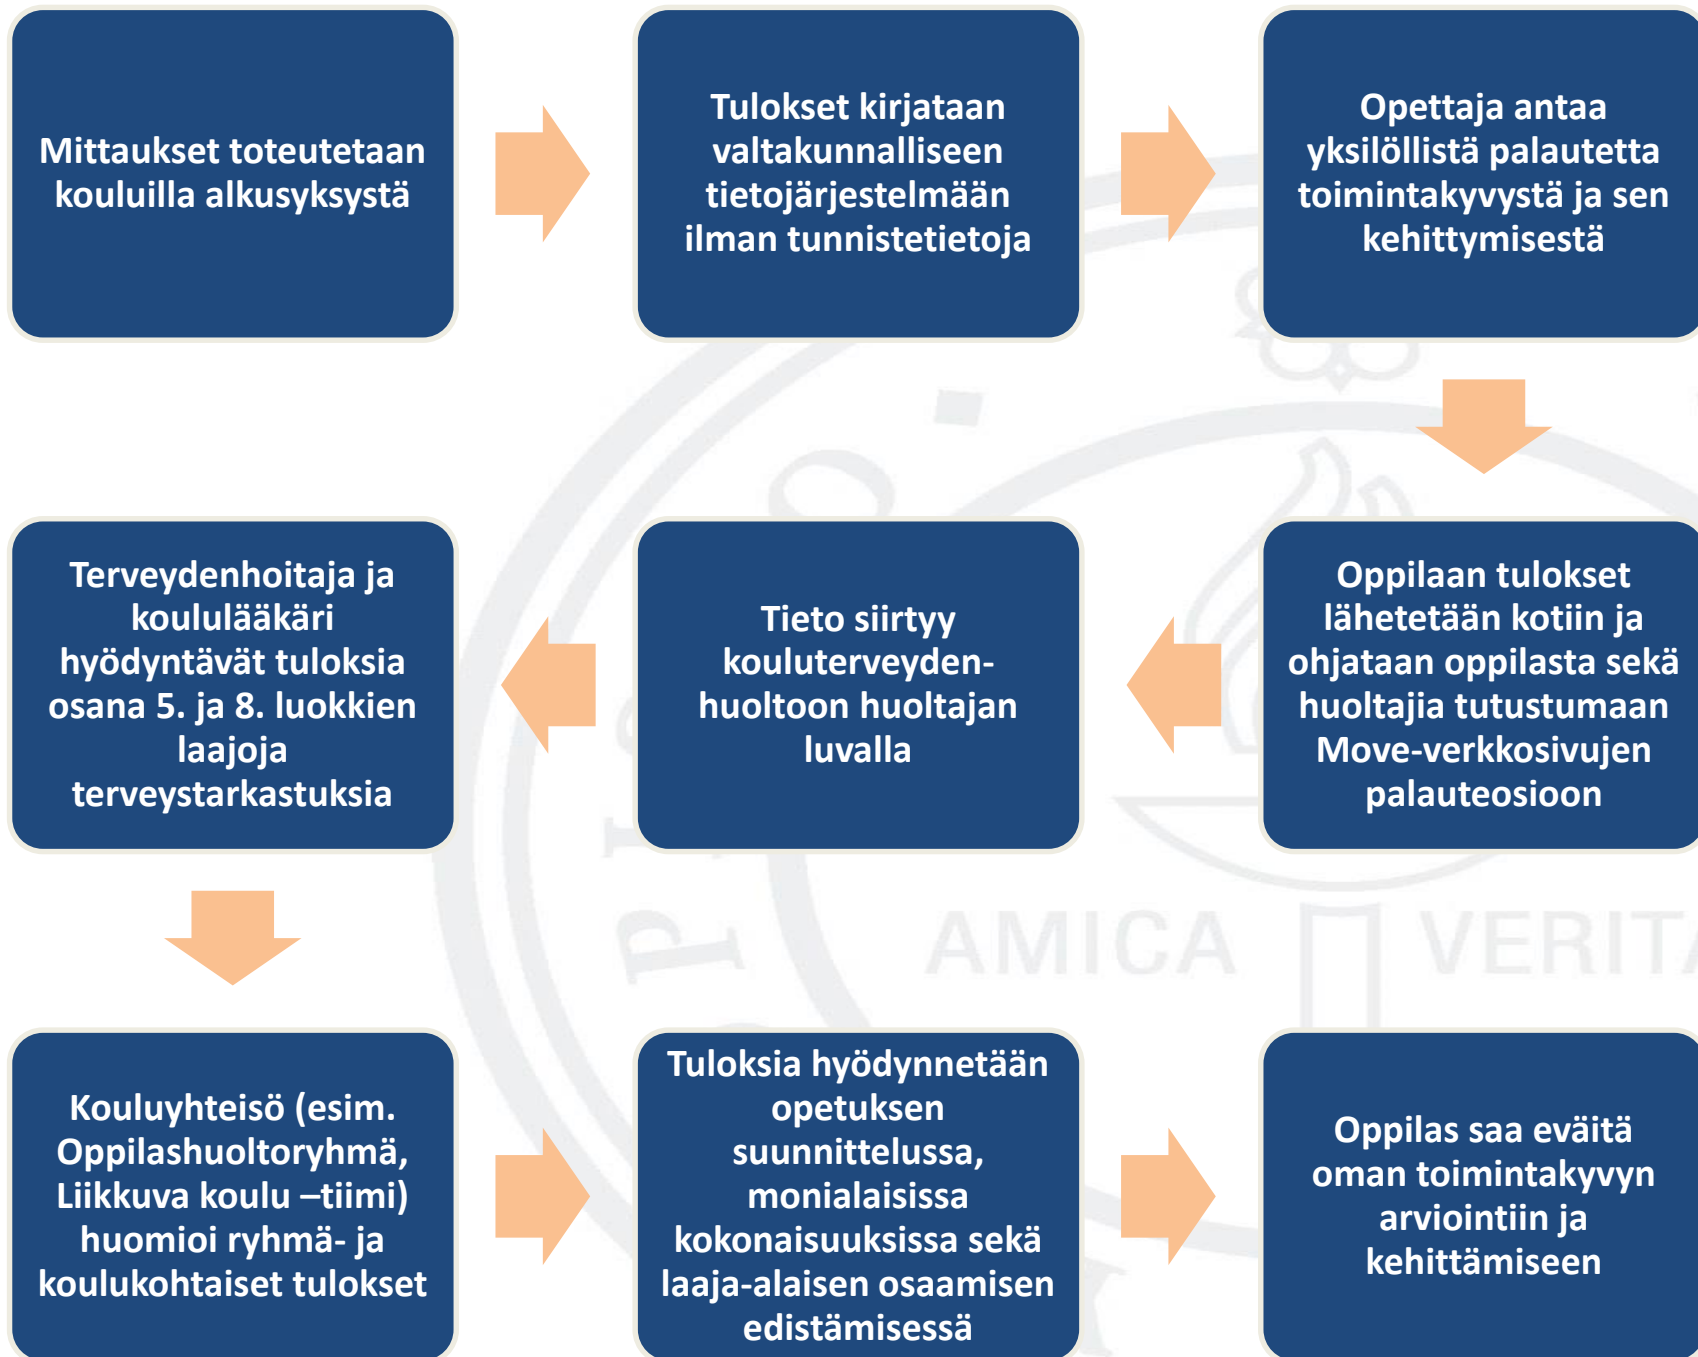 Mittaukset toteutetaan
kouluilla alkusyksystä
Tulokset kirjataan
valtakunnalliseen
tietojärjestelmään
ilman tunnistetietoja
Opettaja antaa
yksilöllistä palautetta
toimintakyvystä ja sen
kehittymisestä
Oppilaan tulokset
lähetetään kotiin ja
ohjataan oppilasta sekä
huoltajia tutustumaan
Move-verkkosivujen
palauteosioon
Tieto siirtyy
kouluterveyden-
huoltoon huoltajan
luvalla
Terveydenhoitaja ja
koululääkäri
hyödyntävät tuloksia
osana 5. ja 8. luokkien
laajoja
terveystarkastuksia
Kouluyhteisö (esim.
Oppilashuoltoryhmä,
Liikkuva koulu –tiimi)
huomioi ryhmä- ja
koulukohtaiset tulokset
Tuloksia hyödynnetään
opetuksen
suunnittelussa,
monialaisissa
kokonaisuuksissa sekä
laaja-alaisen osaamisen
edistämisessä
Oppilas saa eväitä
oman toimintakyvyn
arviointiin ja
kehittämiseen
AMICA VERITA